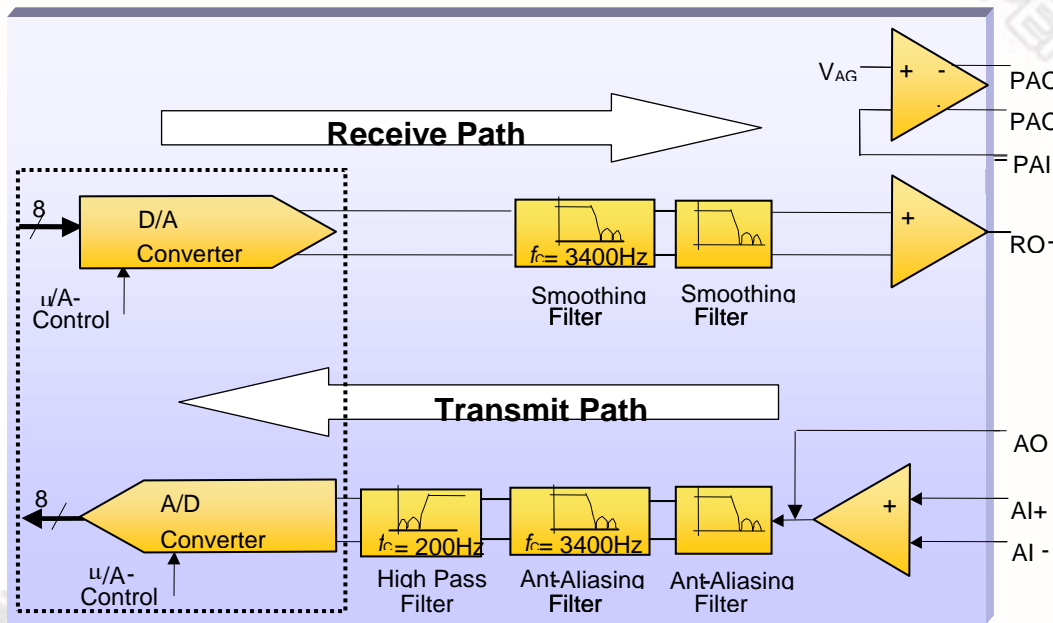 VAG
+ -
PAO
PAO
PAI
Receive Path
8
D/A
Converter
μ/A-
Control
fc= 3400Hz
Smoothing
Filter
Smoothing
Filter
+
RO-
Transmit Path
8
A/D
Converter
μ/A-
Control
fc= 200Hz
High Pass
Filter
fc= 3400Hz
Ant-Aliasing
Filter
Ant-Aliasing
Filter
+
AO
AI+
AI -